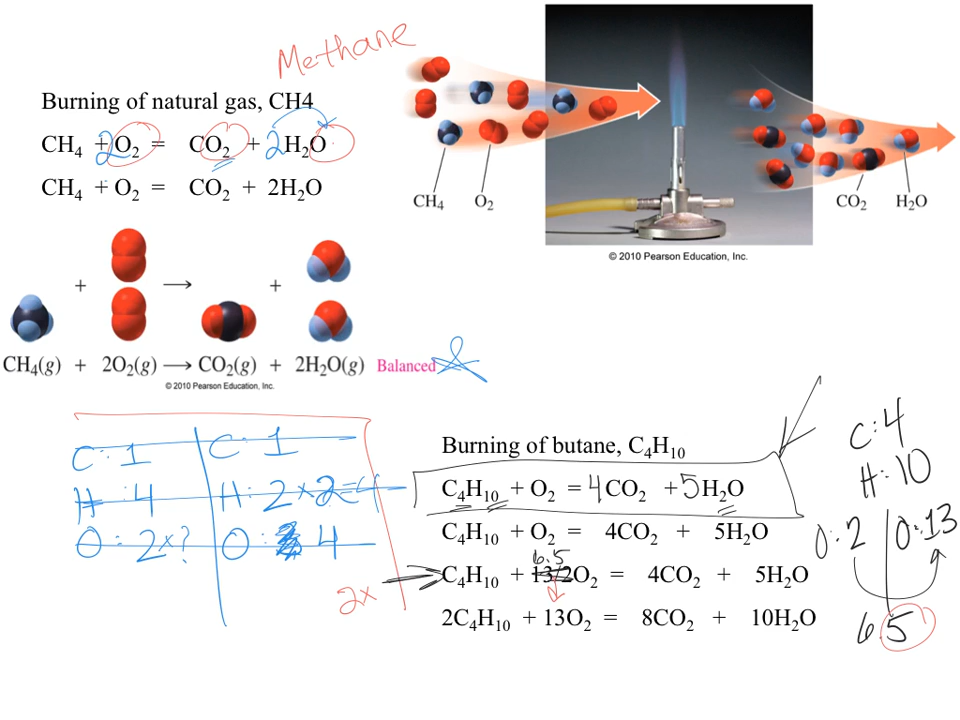 Methane
Burning of natural gas, CH4
CH₄ + 2O₂ = CO₂ + 2H₂O
CH₄ + O₂ = CO₂ + 2H₂O
CH₄ O₂
CO₂ H₂O
© 2010 Pearson Education, Inc.
+ → +
CH₄(g) + 2O₂(g) → CO₂(g) + 2H₂O(g) Balanced
© 2010 Pearson Education, Inc.
C: 1 C: 1
H: 4 H: 2×2=4
O: 2×? O: 4
2x
Burning of butane, C₄H₁₀
C₄H₁₀ + O₂ = 4CO₂ + 5H₂O
C₄H₁₀ + O₂ = 4CO₂ + 5H₂O
6.5
C₄H₁₀ + 13/2O₂ = 4CO₂ + 5H₂O
2C₄H₁₀ + 13O₂ = 8CO₂ + 10H₂O
C:4
H:10
O:2 O:13
6.5